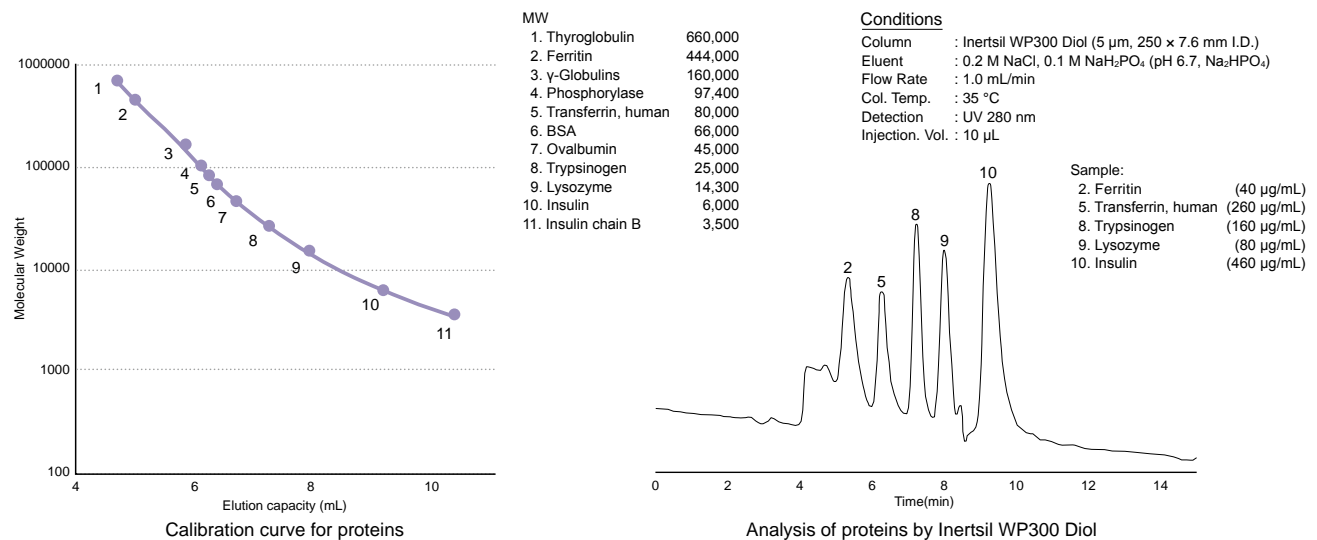 MW
1. Thyroglobulin 660,000
2. Ferritin 444,000
3. γ-Globulins 160,000
4. Phosphorylase 97,400
5. Transferrin, human 80,000
6. BSA 66,000
7. Ovalbumin 45,000
8. Trypsinogen 25,000
9. Lysozyme 14,300
10. Insulin 6,000
11. Insulin chain B 3,500
Conditions
Column : Inertsil WP300 Diol (5 μm, 250 × 7.6 mm I.D.)
Eluent : 0.2 M NaCl, 0.1 M NaH₂PO₄ (pH 6.7, Na₂HPO₄)
Flow Rate : 1.0 mL/min
Col. Temp. : 35 °C
Detection : UV 280 nm
Injection. Vol. : 10 μL
Sample:
2. Ferritin (40 μg/mL)
5. Transferrin, human (260 μg/mL)
8. Trypsinogen (160 μg/mL)
9. Lysozyme (80 μg/mL)
10. Insulin (460 μg/mL)
Molecular Weight
1000000
100000
10000
1000
100
1
2
3
4
5
6
7
8
9
10
11
4 6 8 10
Elution capacity (mL)
Calibration curve for proteins
2
5
8
9
10
0 2 4 6 8 10 12 14
Time(min)
Analysis of proteins by Inertsil WP300 Diol